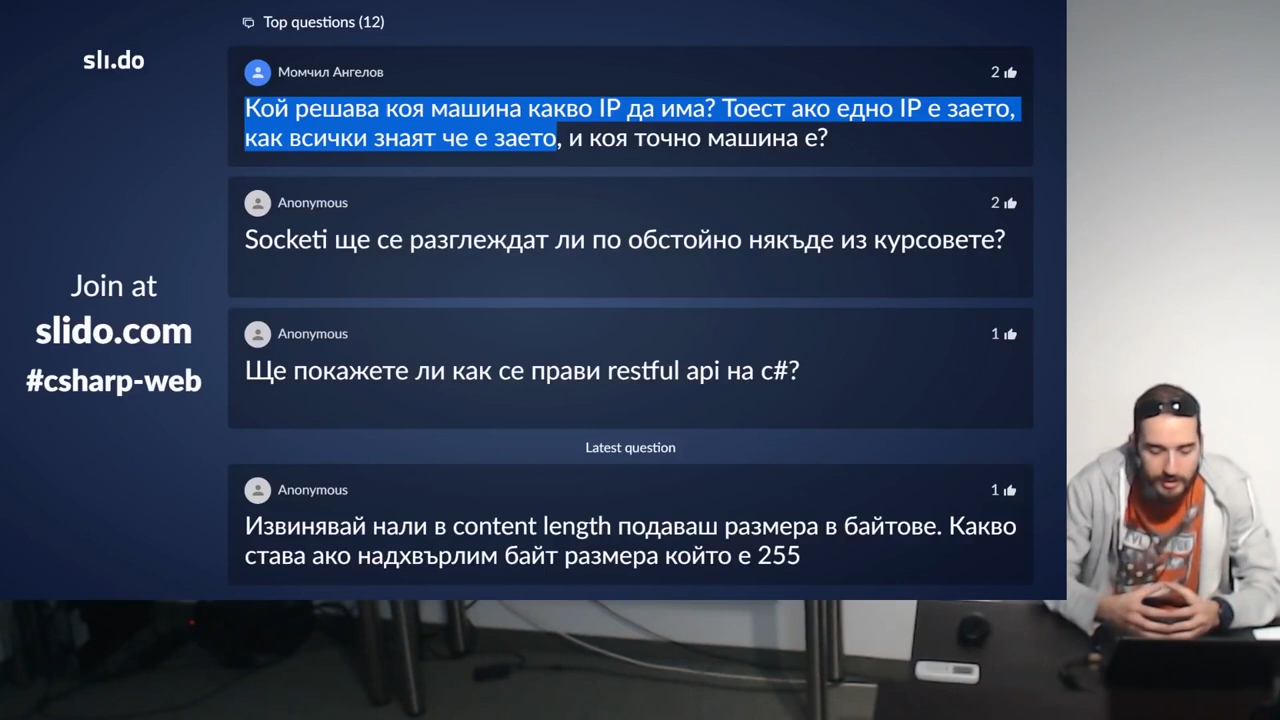 Top questions (12)
sli.do
Момчил Ангелов
2
Кой решава коя машина какво IP да има? Тоест ако едно IP е заето,
как всички знаят че е заето, и коя точно машина е?
Anonymous
2
Socketi ще се разглеждат ли по обстойно някъде из курсовете?
Join at
slido.com
#csharp-web
Anonymous
1
Ще покажете ли как се прави restful api на c#?
Latest question
Anonymous
1
Извинявай нали в content length подаваш размера в байтове. Какво
става ако надхвърлим байт размера който е 255